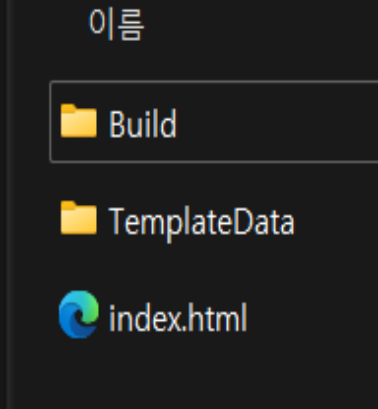 이름
Build
TemplateData
index.html